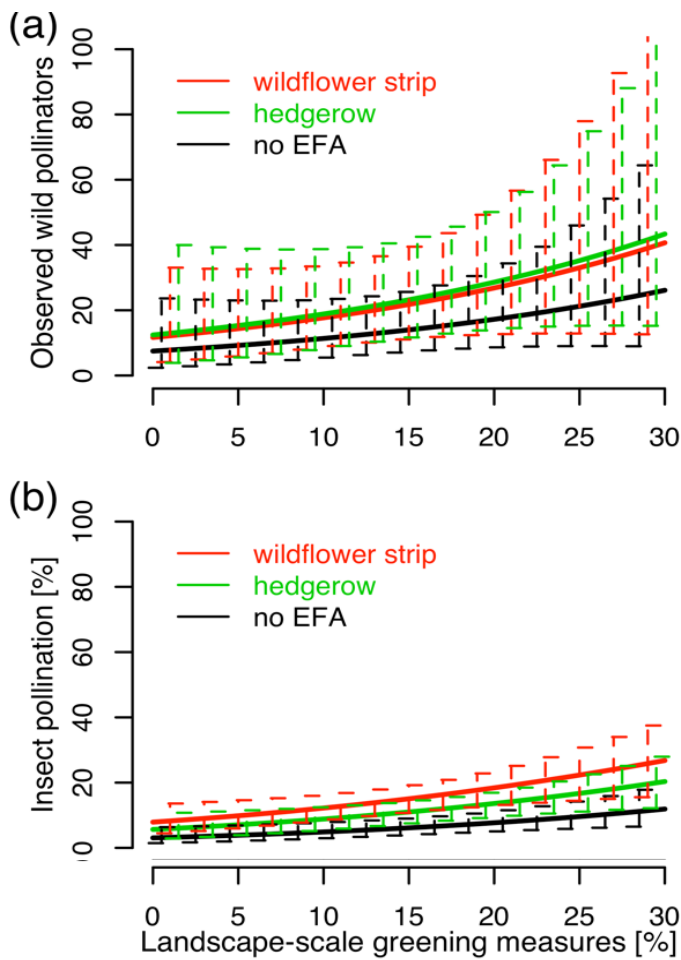 (a)
Observed wild pollinators
100
80
60
40
20
0
wildflower strip
hedgerow
no EFA
0 5 10 15 20 25 30
(b)
Insect pollination [%]
100
80
60
40
20
0
wildflower strip
hedgerow
no EFA
0 5 10 15 20 25 30
Landscape-scale greening measures [%]